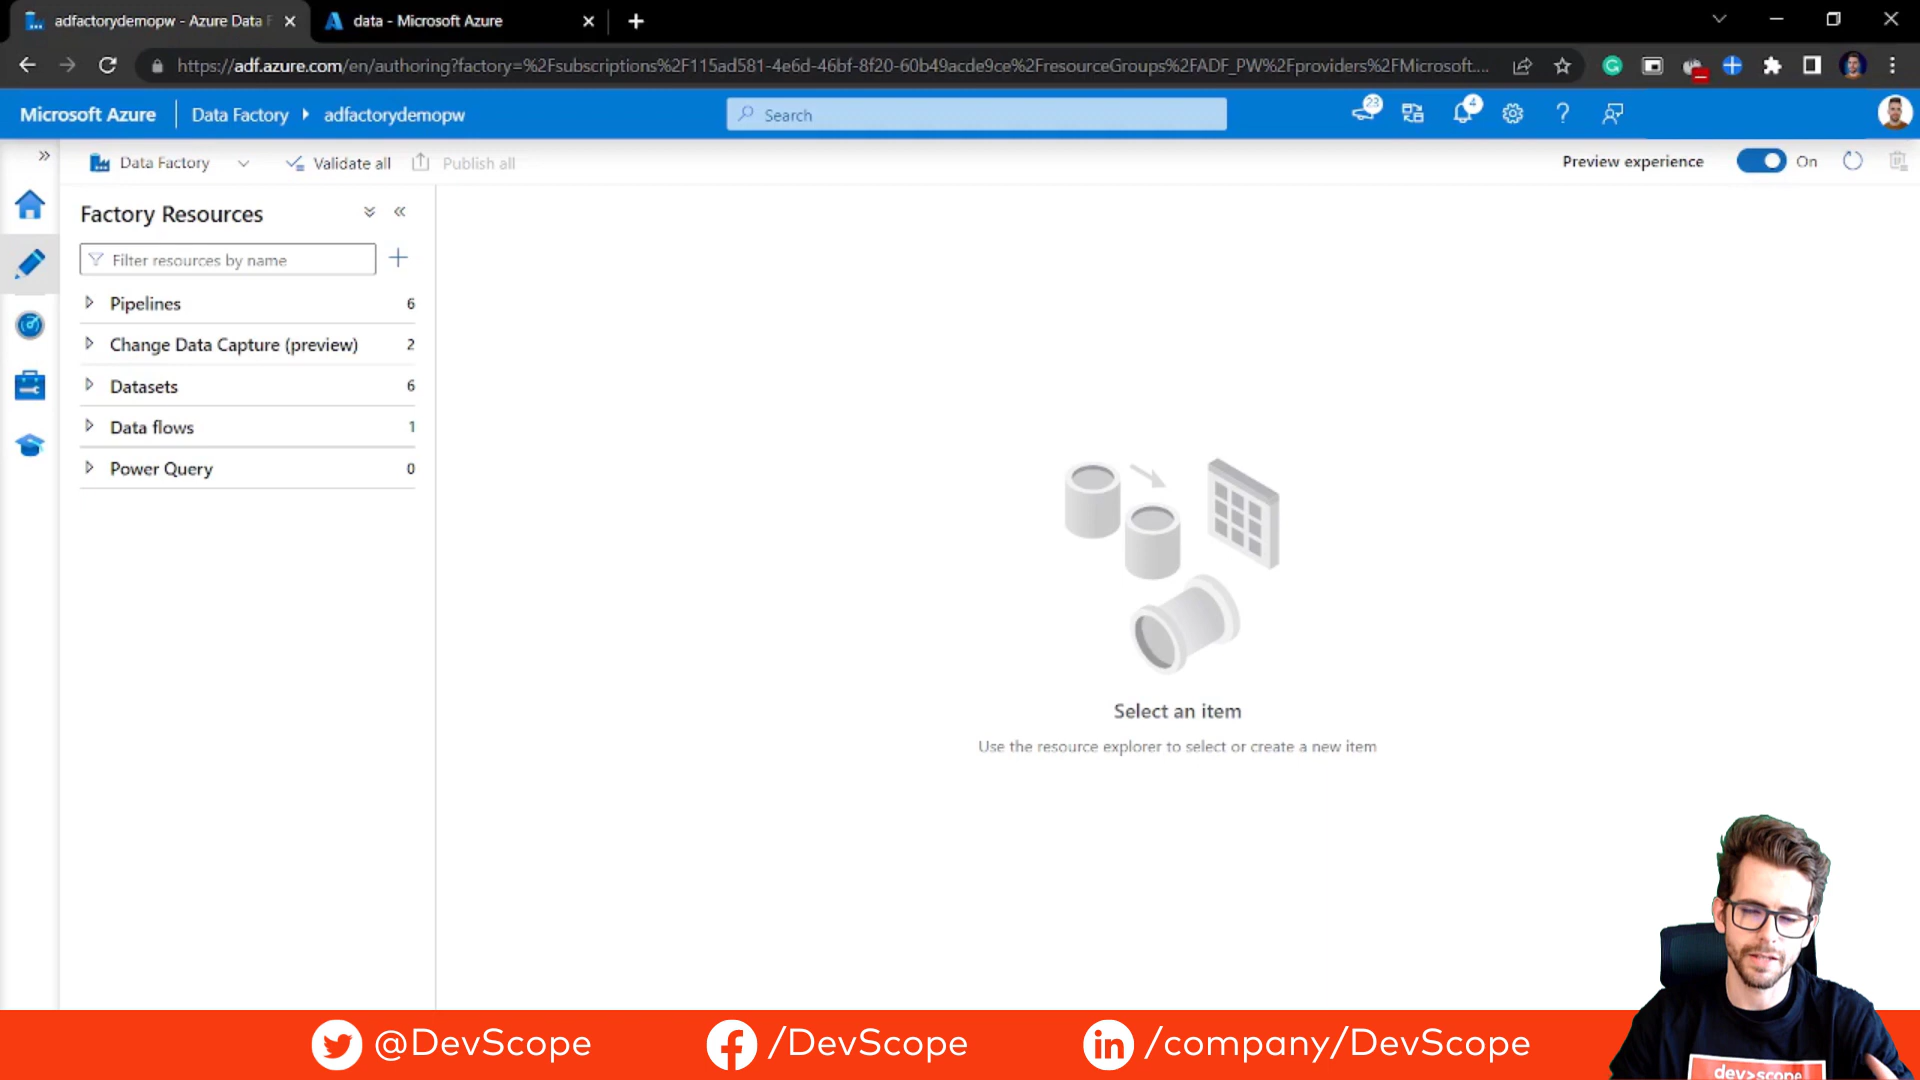 adfactorydemopw - Azure Data F
data - Microsoft Azure
https://adf.azure.com/en/authoring?factory=%2Fsubscriptions%2F115ad581-4e6d-46bf-8f20-60b49acde9ce%2FresourceGroups%2FADF_PW%2Fproviders%2FMicrosoft....
Microsoft Azure
Data Factory
adfactorydemopw
Search
23
4
Data Factory
Validate all
Publish all
Preview experience
On
Factory Resources
Filter resources by name
Pipelines 6
Change Data Capture (preview) 2
Datasets 6
Data flows 1
Power Query 0
Select an item
Use the resource explorer to select or create a new item
@DevScope
/DevScope
/company/DevScope
dev>scope